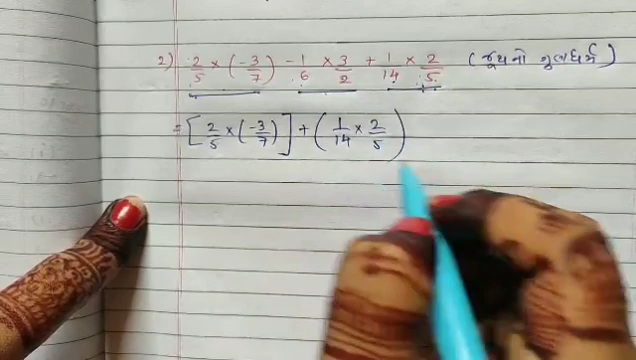 2) 2/5 × (-3/7) - 1/6 × 3/2 + 1/14 × 2/5 (જૂથનો ગુણધર્મ)
= [2/5 × (-3/7)] + (1/14 × 2/5)